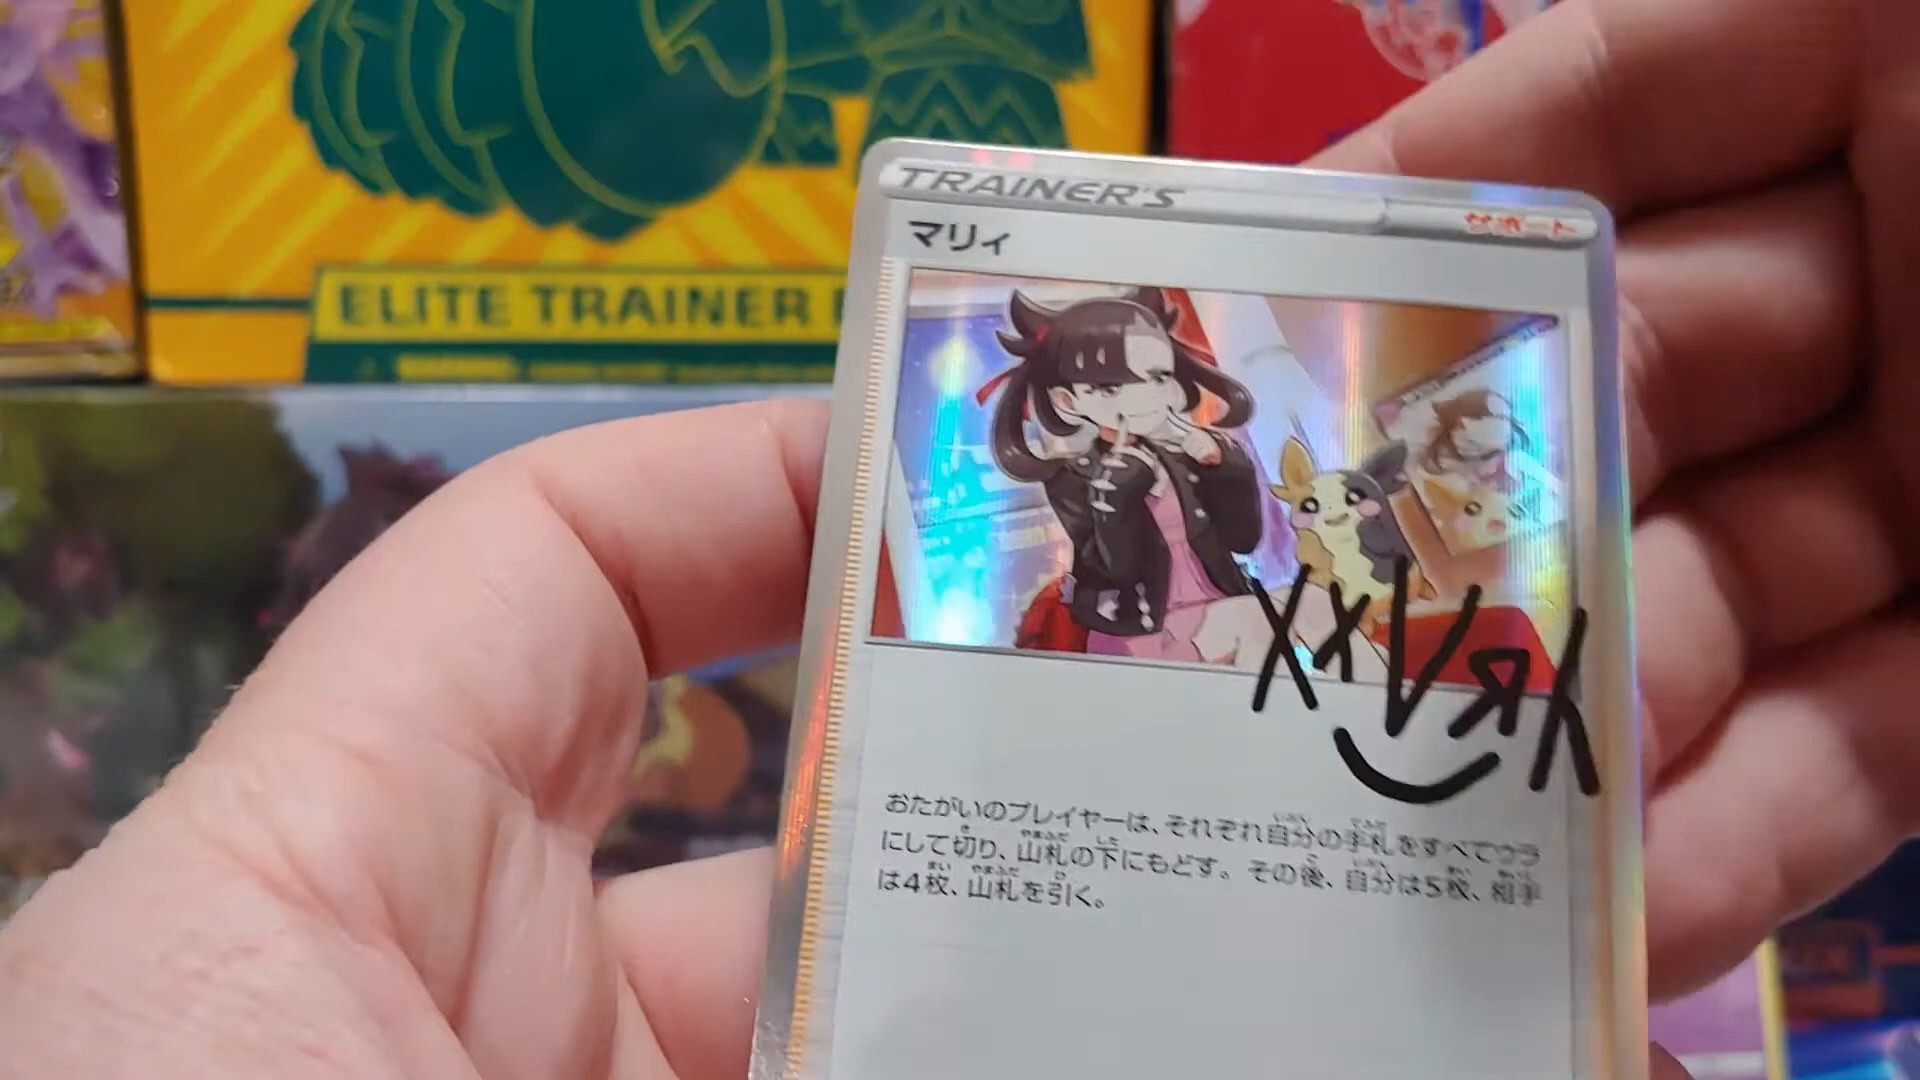 ELITE TRAINER
WARNING:
TRAINER'S
サポート
マリィ
おたがいのプレイヤーは、それぞれ自分の手札をすべてウラ
にして切り、山札の下にもどす。その後、自分は5枚、相手
は4枚、山札を引く。